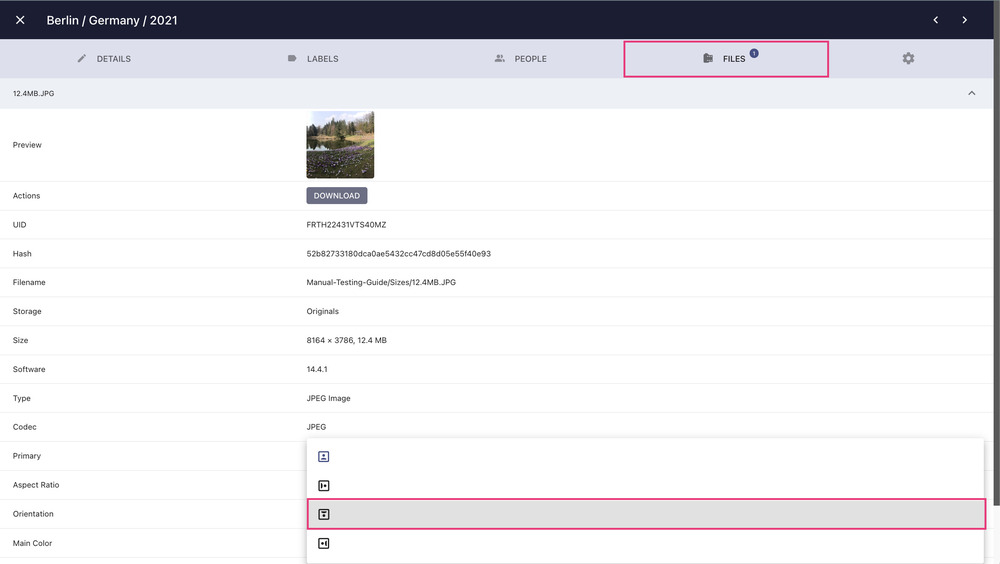 Berlin / Germany / 2021
DETAILS
LABELS
PEOPLE
FILES 1
12.4MB.JPG
Preview
Actions DOWNLOAD
UID FRTH22431VTS40MZ
Hash 52b82733180dca0ae5432cc47cd8d05e55f40e93
Filename Manual-Testing-Guide/Sizes/12.4MB.JPG
Storage Originals
Size 8164 × 3786, 12.4 MB
Software 14.4.1
Type JPEG Image
Codec JPEG
Primary
Aspect Ratio
Orientation
Main Color